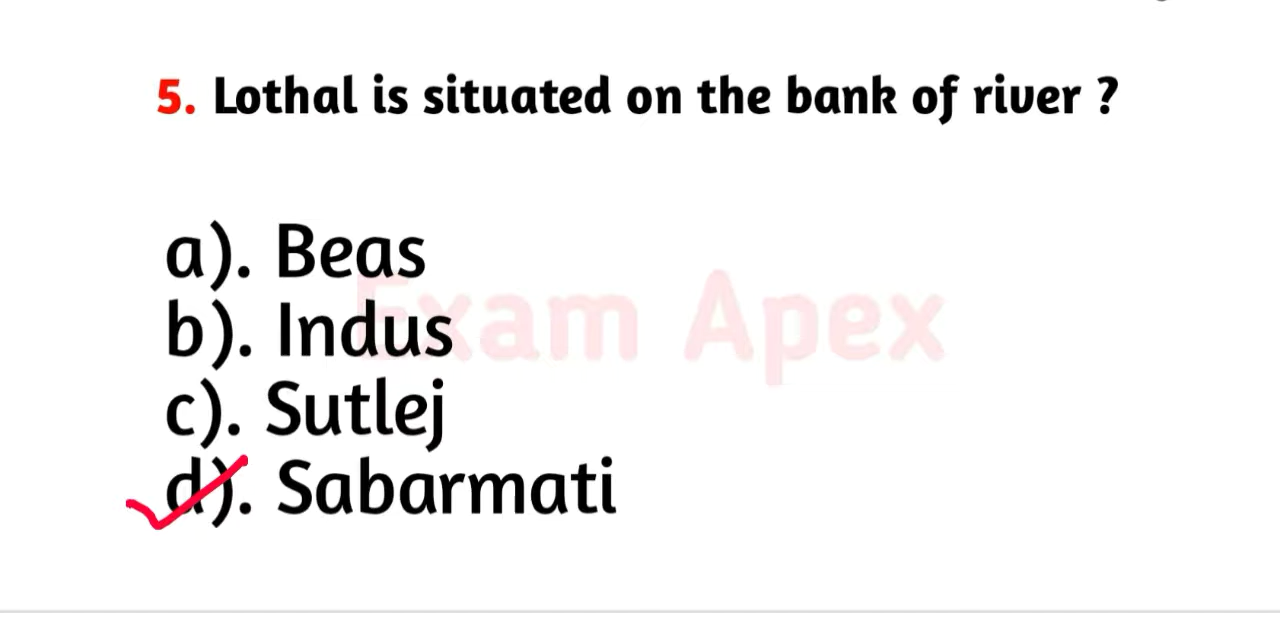 5. Lothal is situated on the bank of river ?
a). Beas
b). Indus
Exam Apex
c). Sutlej
d). Sabarmati